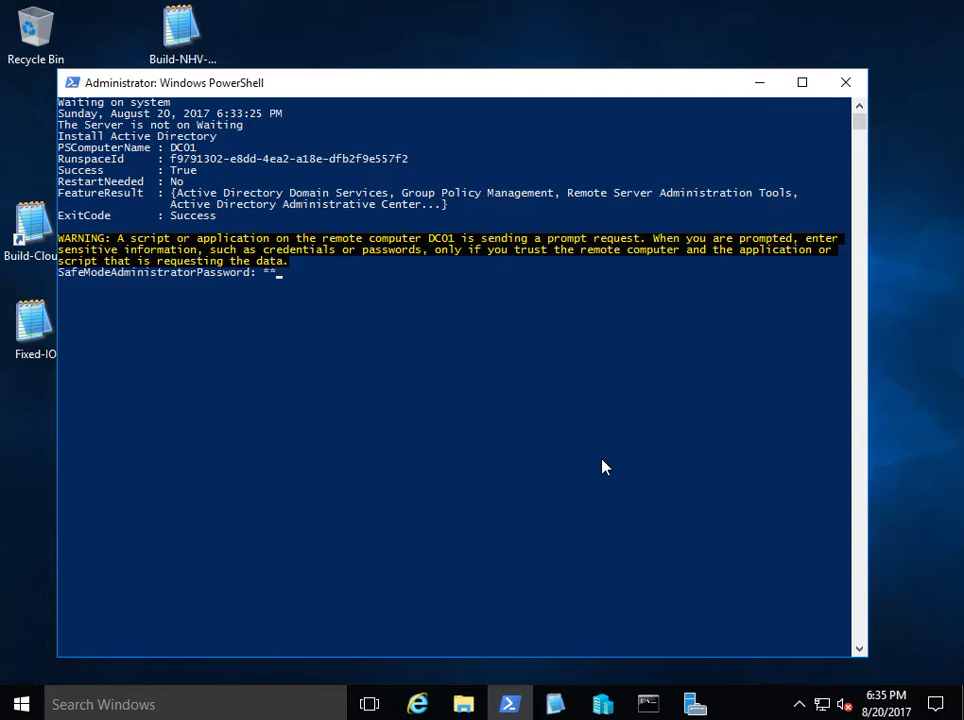 Recycle Bin
Build-NHV-...
Administrator: Windows PowerShell
Waiting on system
Sunday, August 20, 2017 6:33:25 PM
The Server is not on Waiting
Install Active Directory
PSComputerName : DC01
RunspaceId : f9791302-e8dd-4ea2-a18e-dfb2f9e557f2
Success : True
RestartNeeded : No
FeatureResult : {Active Directory Domain Services, Group Policy Management, Remote Server Administration Tools,
Active Directory Administrative Center...}
ExitCode : Success
WARNING: A script or application on the remote computer DC01 is sending a prompt request. When you are prompted, enter
sensitive information, such as credentials or passwords, only if you trust the remote computer and the application or
script that is requesting the data.
SafeModeAdministratorPassword: **_
Build-Clou
Fixed-IO
Search Windows
6:35 PM
8/20/2017